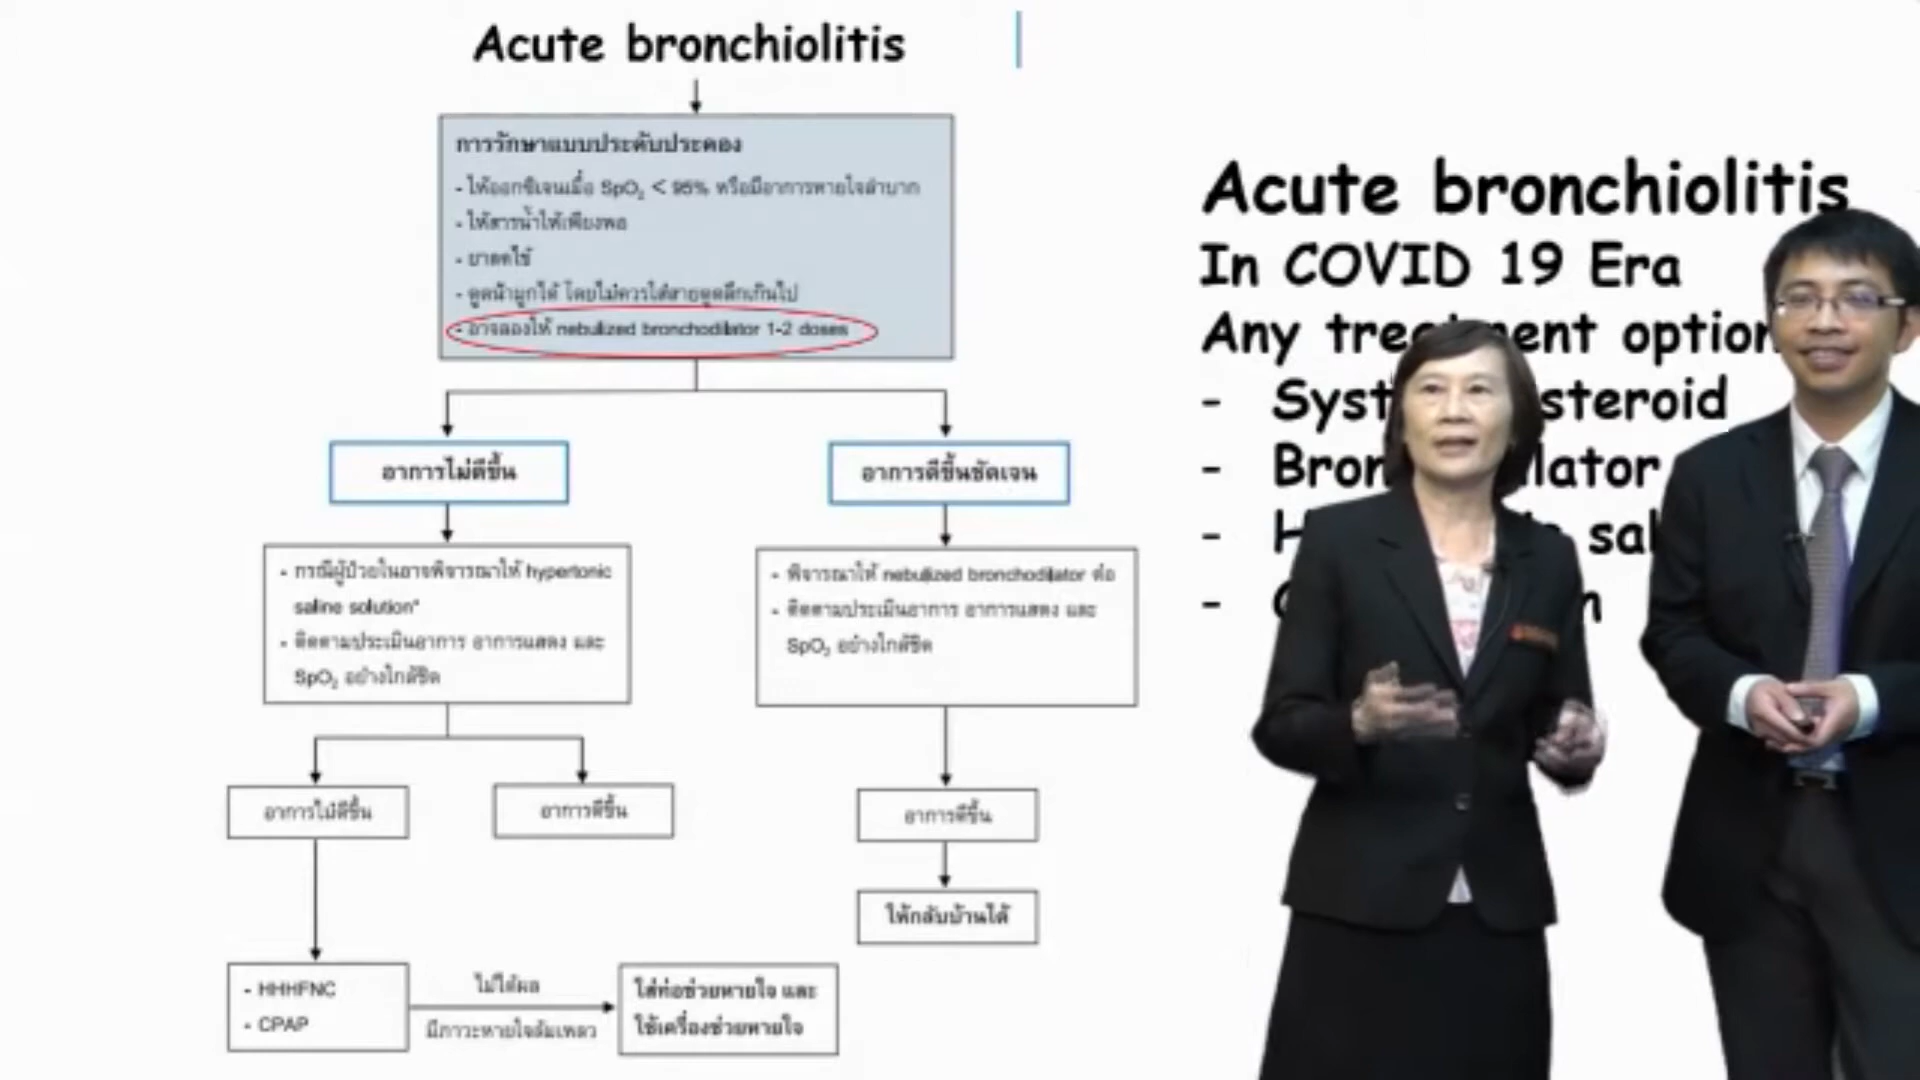 Acute bronchiolitis
การรักษาแบบประคับประคอง
- ให้ออกซิเจนเมื่อ SpO₂ < 95% หรือมีอาการหายใจลำบาก
- ให้สารน้ำให้เพียงพอ
- ยาลดไข้
- ดูดน้ำมูกได้ โดยไม่ควรใส่สายดูดลึกเกินไป
- อาจลองให้ nebulized bronchodilator 1-2 doses
อาการไม่ดีขึ้น
อาการดีขึ้นชัดเจน
• กรณีผู้ป่วยในอาจพิจารณาให้ hypertonic
saline solution*
• ติดตามประเมินอาการ อาการแสดง และ
SpO₂ อย่างใกล้ชิด
• พิจารณาให้ nebulized bronchodilator ต่อ
• ติดตามประเมินอาการ อาการแสดง และ
SpO₂ อย่างใกล้ชิด
อาการไม่ดีขึ้น
อาการดีขึ้น
อาการดีขึ้น
ให้กลับบ้านได้
- HHHFNC
- CPAP
ไม่ได้ผล
มีภาวะหายใจล้มเหลว
ใส่ท่อช่วยหายใจ และ
ใช้เครื่องช่วยหายใจ
Acute bronchiolitis
In COVID 19 Era
Any option
- steroid
-
-
-